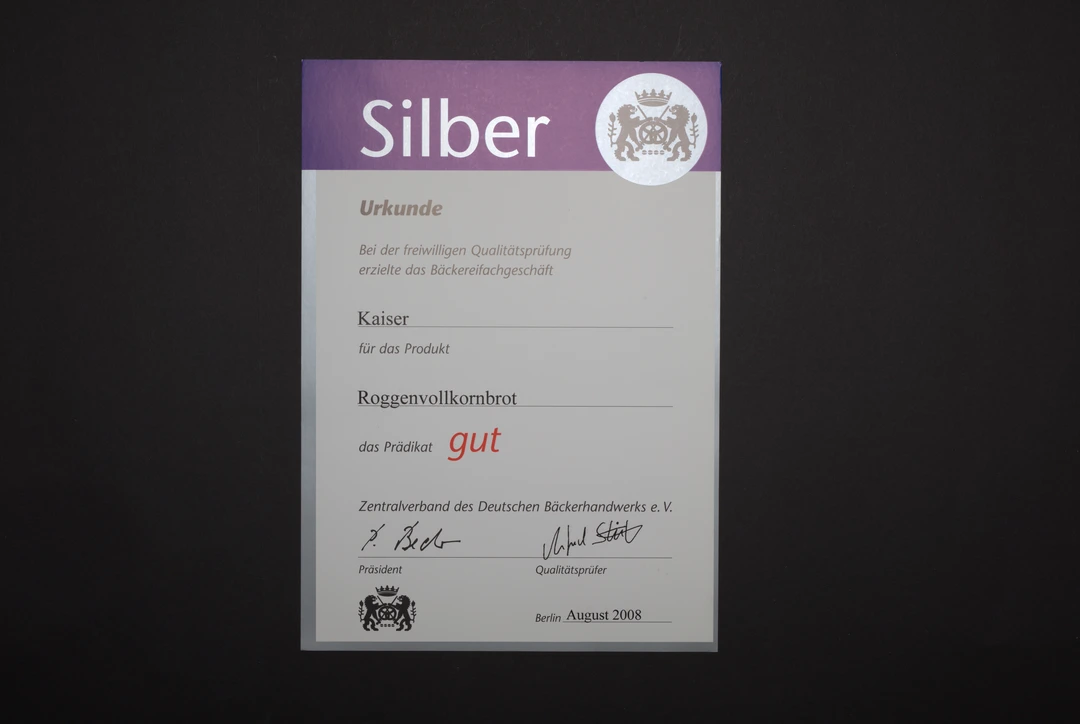 Silber
Urkunde
Bei der freiwilligen Qualitätsprüfung
erzielte das Bäckereifachgeschäft
Kaiser
für das Produkt
Roggenvollkornbrot
das Prädikat gut
Zentralverband des Deutschen Bäckerhandwerks e. V.
P. Becker
Präsident
Qualitätsprüfer
Berlin August 2008